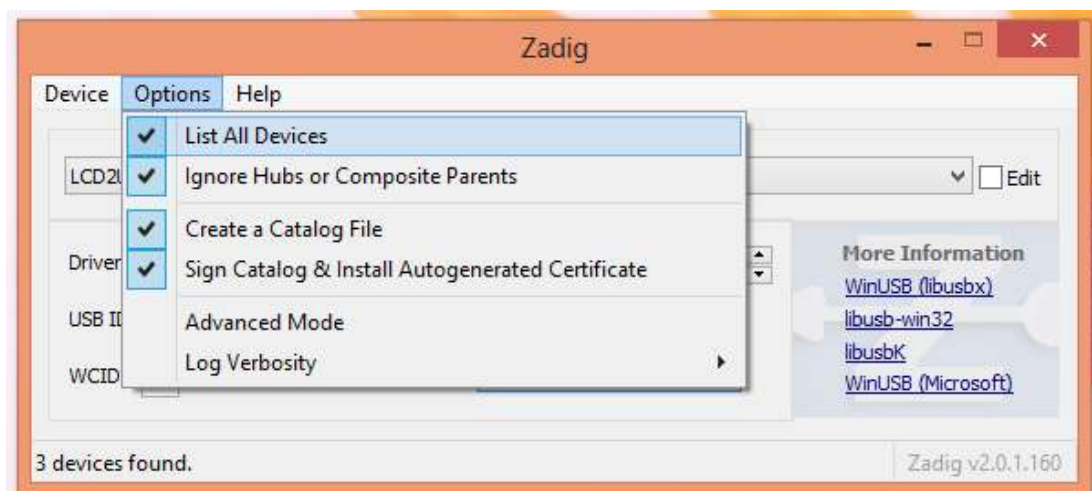 Zadig
Device Options Help
List All Devices
Ignore Hubs or Composite Parents
Create a Catalog File
Sign Catalog & Install Autogenerated Certificate
Advanced Mode
Log Verbosity
Edit
Driver
USB
WCID
More Information
WinUSB (libusbx)
libusb-win32
libusbK
WinUSB (Microsoft)
3 devices found.
Zadig v2.0.1.160